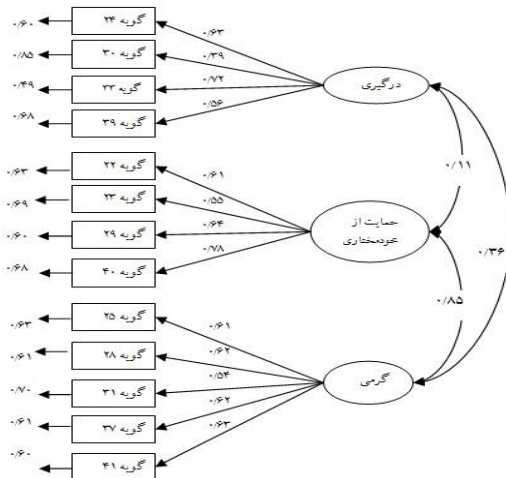 ۰/۶۰
گویه ۲۴
۰/۶۳
۰/۸۵
گویه ۳۰
۰/۳۹
۰/۴۹
گویه ۳۳
۰/۷۲
۰/۶۸
گویه ۳۹
۰/۵۶
درگیری
۰/۱۱
۰/۳۶
۰/۶۳
گویه ۲۲
۰/۶۱
۰/۶۹
گویه ۲۳
۰/۵۵
۰/۶۰
گویه ۲۹
۰/۶۴
۰/۶۸
گویه ۴۰
۰/۷۸
حمایت از
خودمختاری
۰/۸۵
۰/۶۳
گویه ۲۵
۰/۶۱
۰/۶۱
گویه ۲۸
۰/۶۲
۰/۷۰
گویه ۳۱
۰/۵۴
۰/۶۱
گویه ۳۷
۰/۶۲
۰/۶۰
گویه ۴۱
۰/۶۳
گرمی